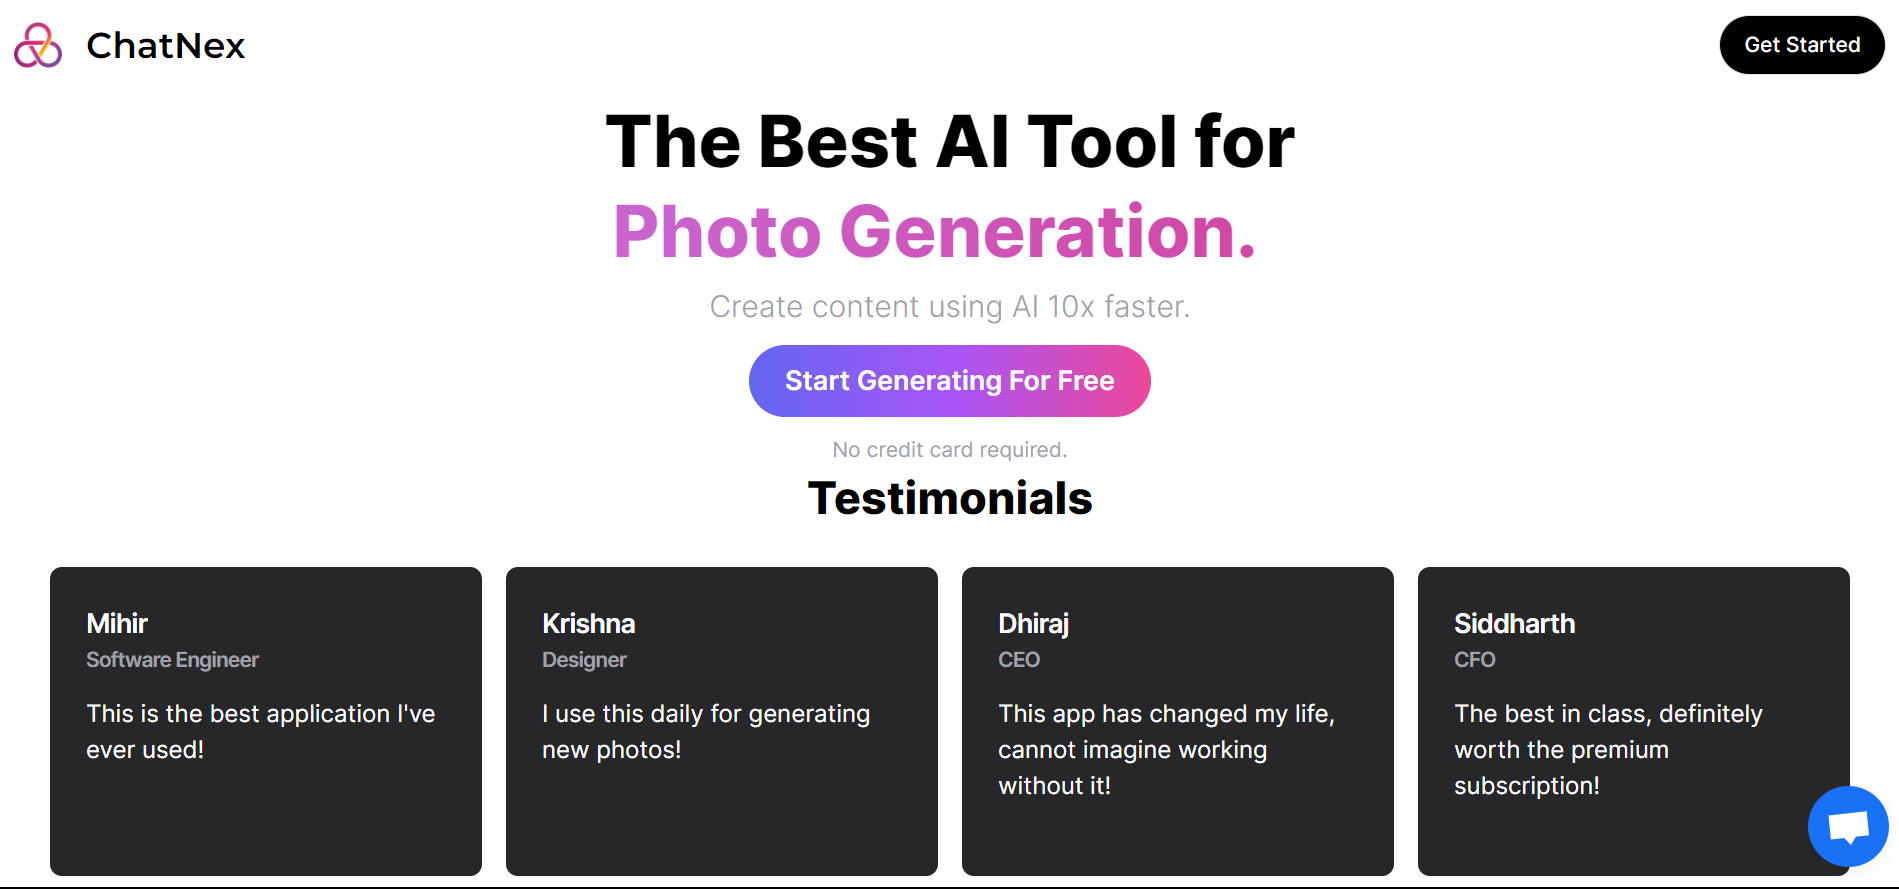 ChatNex
Get Started
The Best AI Tool for
Photo Generation.
Create content using AI 10x faster.
Start Generating For Free
No credit card required.
Testimonials
Mihir
Software Engineer
This is the best application I've
ever used!
Krishna
Designer
I use this daily for generating
new photos!
Dhiraj
CEO
This app has changed my life,
cannot imagine working
without it!
Siddharth
CFO
The best in class, definitely
worth the premium
subscription!